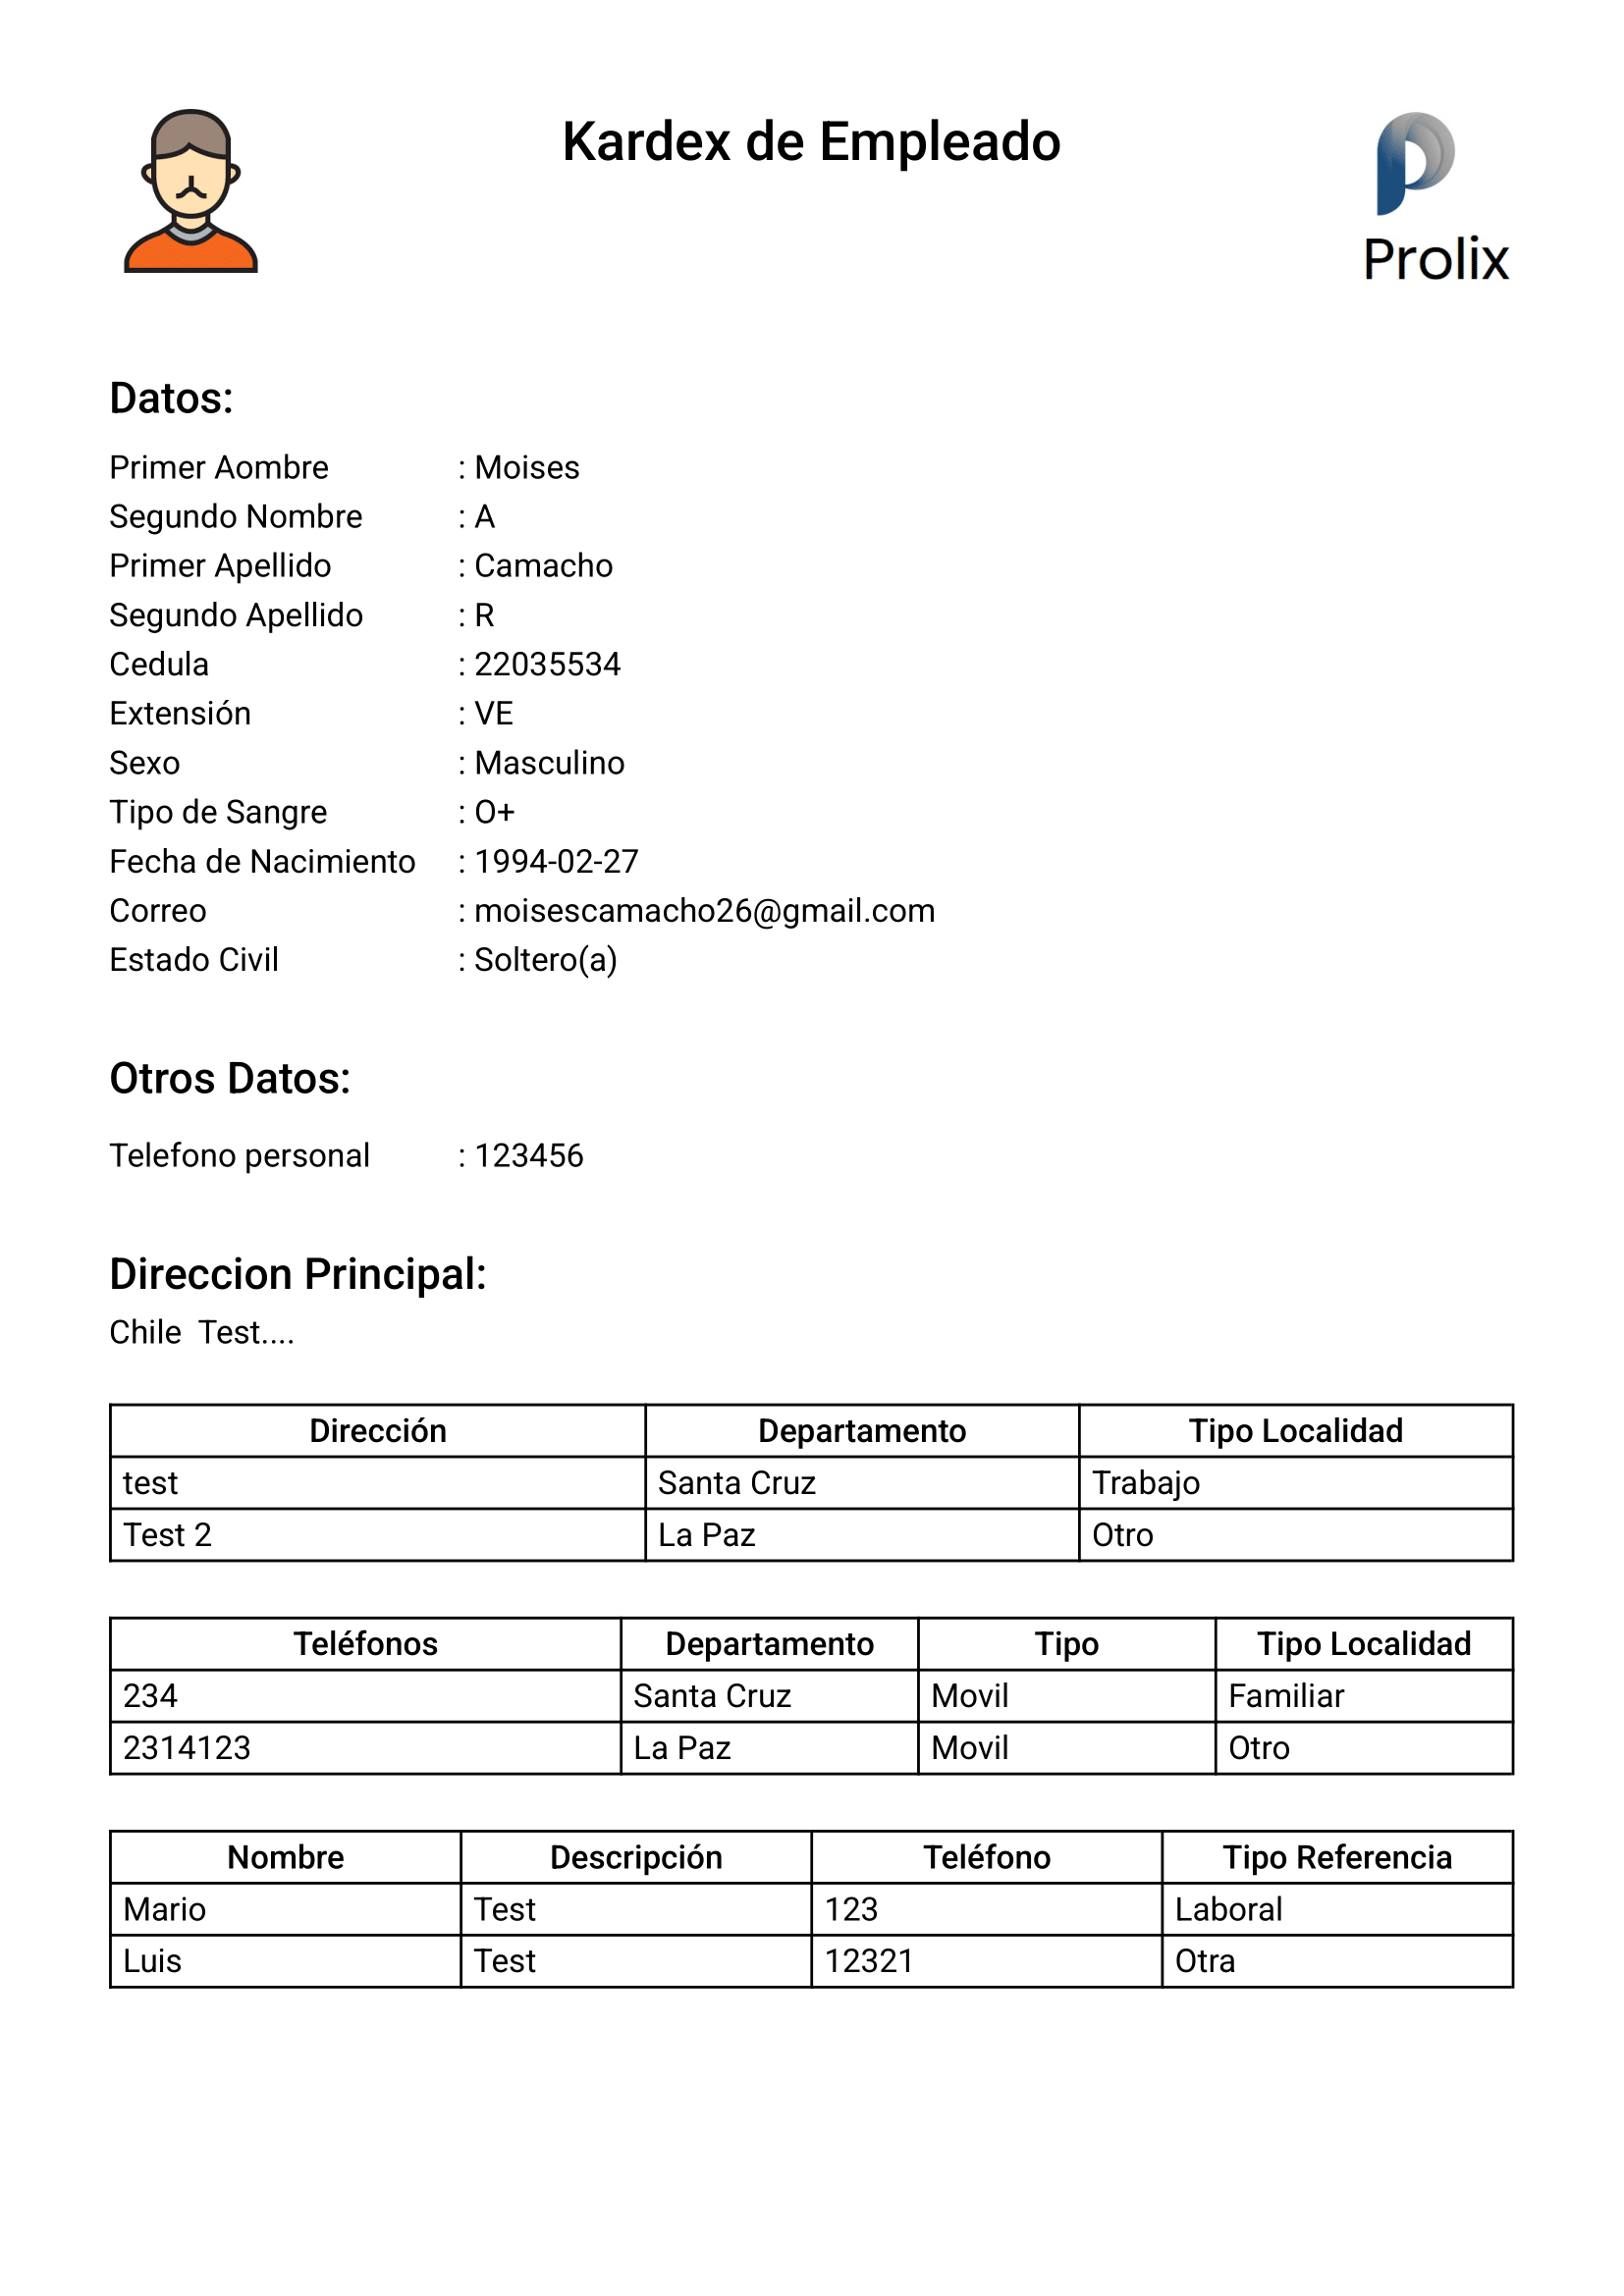 Kardex de Empleado
Prolix
Datos:
Primer Aombre : Moises
Segundo Nombre : A
Primer Apellido : Camacho
Segundo Apellido : R
Cedula : 22035534
Extensión : VE
Sexo : Masculino
Tipo de Sangre : O+
Fecha de Nacimiento : 1994-02-27
Correo : moisescamacho26@gmail.com
Estado Civil : Soltero(a)
Otros Datos:
Telefono personal : 123456
Direccion Principal:
Chile  Test....
Dirección Departamento Tipo Localidad
test Santa Cruz Trabajo
Test 2 La Paz Otro
Teléfonos Departamento Tipo Tipo Localidad
234 Santa Cruz Movil Familiar
2314123 La Paz Movil Otro
Nombre Descripción Teléfono Tipo Referencia
Mario Test 123 Laboral
Luis Test 12321 Otra